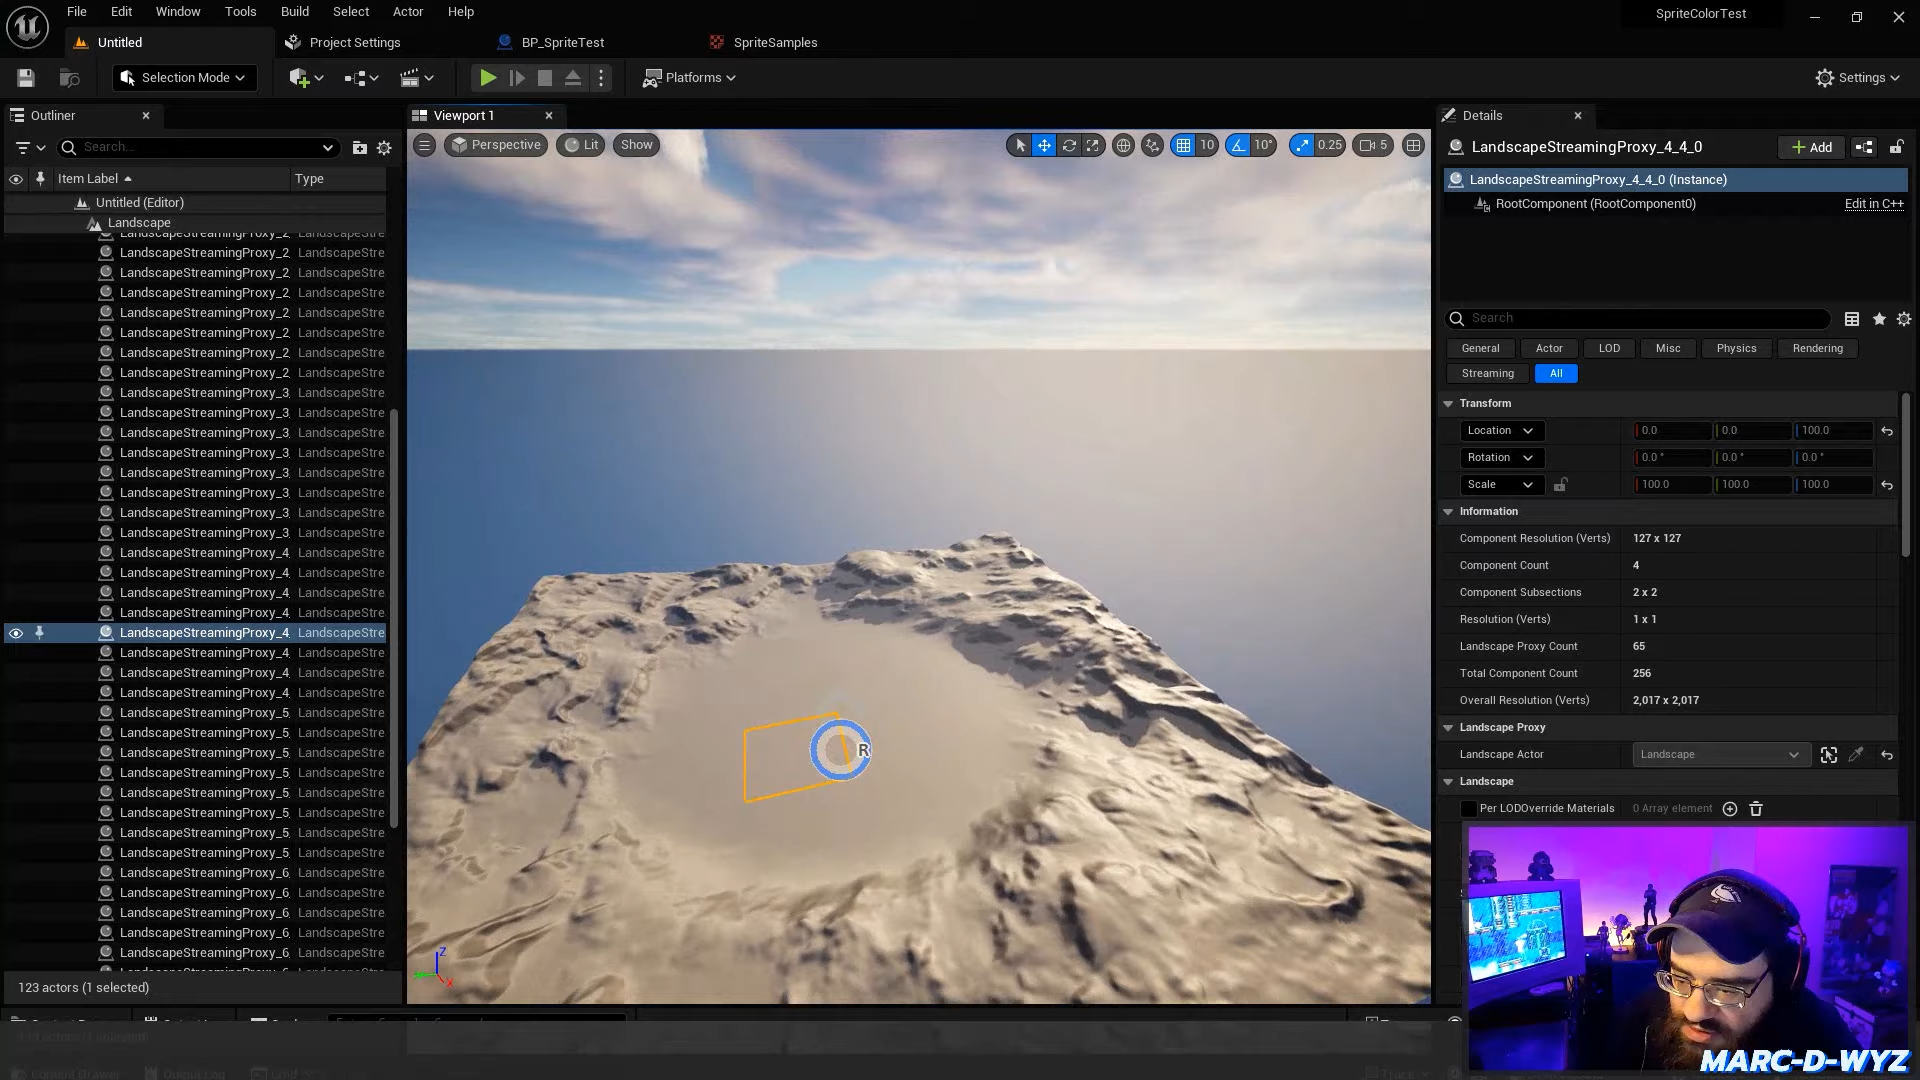 File Edit Window Tools Build Select Actor Help
SpriteColorTest
Untitled Project Settings BP_SpriteTest SpriteSamples
Selection Mode Platforms Settings
Outliner
Search...
Item Label Type
Untitled (Editor)
Landscape
LandscapeStreamingProxy_2, LandscapeStre
LandscapeStreamingProxy_2, LandscapeStre
LandscapeStreamingProxy_2, LandscapeStre
LandscapeStreamingProxy_2, LandscapeStre
LandscapeStreamingProxy_2, LandscapeStre
LandscapeStreamingProxy_2, LandscapeStre
LandscapeStreamingProxy_2, LandscapeStre
LandscapeStreamingProxy_2, LandscapeStre
LandscapeStreamingProxy_3, LandscapeStre
LandscapeStreamingProxy_3, LandscapeStre
LandscapeStreamingProxy_3, LandscapeStre
LandscapeStreamingProxy_3, LandscapeStre
LandscapeStreamingProxy_3, LandscapeStre
LandscapeStreamingProxy_3, LandscapeStre
LandscapeStreamingProxy_3, LandscapeStre
LandscapeStreamingProxy_3, LandscapeStre
LandscapeStreamingProxy_4, LandscapeStre
LandscapeStreamingProxy_4, LandscapeStre
LandscapeStreamingProxy_4, LandscapeStre
LandscapeStreamingProxy_4, LandscapeStre
LandscapeStreamingProxy_4, LandscapeStre
LandscapeStreamingProxy_4, LandscapeStre
LandscapeStreamingProxy_4, LandscapeStre
LandscapeStreamingProxy_4, LandscapeStre
LandscapeStreamingProxy_5, LandscapeStre
LandscapeStreamingProxy_5, LandscapeStre
LandscapeStreamingProxy_5, LandscapeStre
LandscapeStreamingProxy_5, LandscapeStre
LandscapeStreamingProxy_5, LandscapeStre
LandscapeStreamingProxy_5, LandscapeStre
LandscapeStreamingProxy_5, LandscapeStre
LandscapeStreamingProxy_5, LandscapeStre
LandscapeStreamingProxy_6, LandscapeStre
LandscapeStreamingProxy_6, LandscapeStre
LandscapeStreamingProxy_6, LandscapeStre
LandscapeStreamingProxy_6, LandscapeStre
LandscapeStreamingProxy_6, LandscapeStre
123 actors (1 selected)
Viewport 1
Perspective Lit Show 10 10° 0.25 5
R
Z
X
Details
LandscapeStreamingProxy_4_4_0 Add
LandscapeStreamingProxy_4_4_0 (Instance)
RootComponent (RootComponent0) Edit in C++
Search
General Actor LOD Misc Physics Rendering
Streaming All
Transform
Location 0.0 0.0 100.0
Rotation 0.0 ° 0.0 ° 0.0 °
Scale 100.0 100.0 100.0
Information
Component Resolution (Verts) 127 x 127
Component Count 4
Component Subsections 2 x 2
Resolution (Verts) 1 x 1
Landscape Proxy Count 65
Total Component Count 256
Overall Resolution (Verts) 2,017 x 2,017
Landscape Proxy
Landscape Actor Landscape
Landscape
Per LODOverride Materials 0 Array element
MARC-D-WYZ